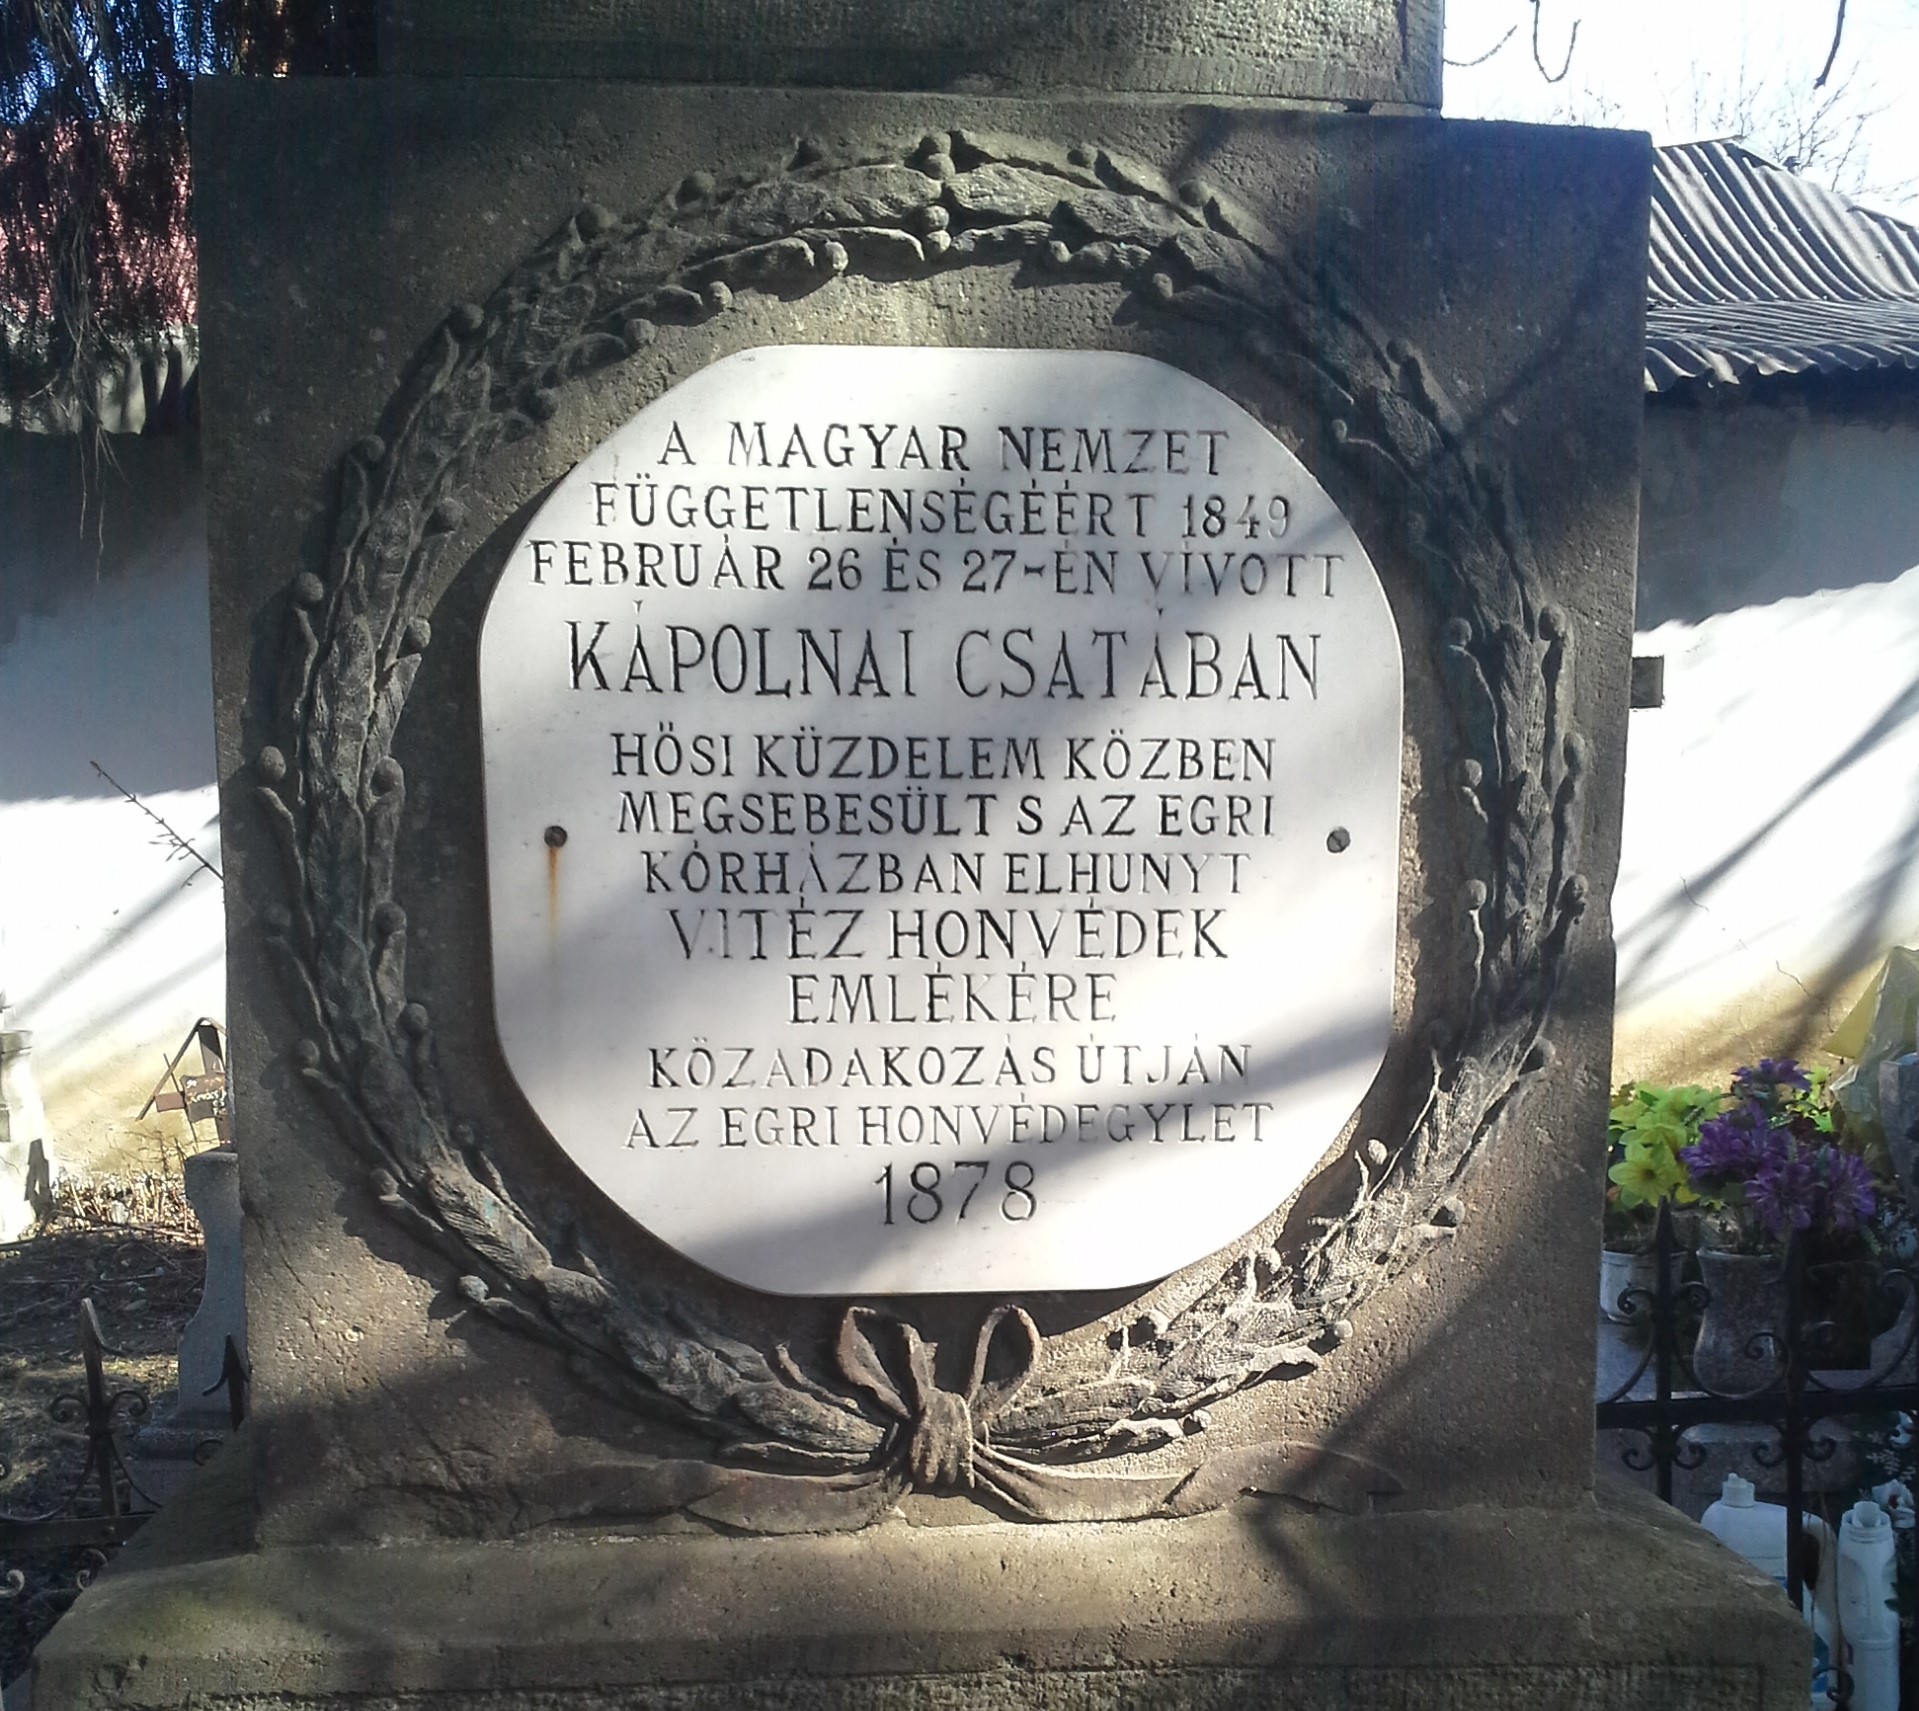 A MAGYAR NEMZET
FÜGGETLENSÉGÉÉRT 1849
FEBRUÁR 26 ÉS 27-ÉN VÍVOTT
KÁPOLNAI CSATÁBAN
HŐSI KÜZDELEM KÖZBEN
MEGSEBESÜLT S AZ EGRI
KÓRHÁZBAN ELHUNYT
VITÉZ HONVÉDEK
EMLÉKÉRE
KÖZADAKOZÁS ÚTJÁN
AZ EGRI HONVÉDEGYLET
1878